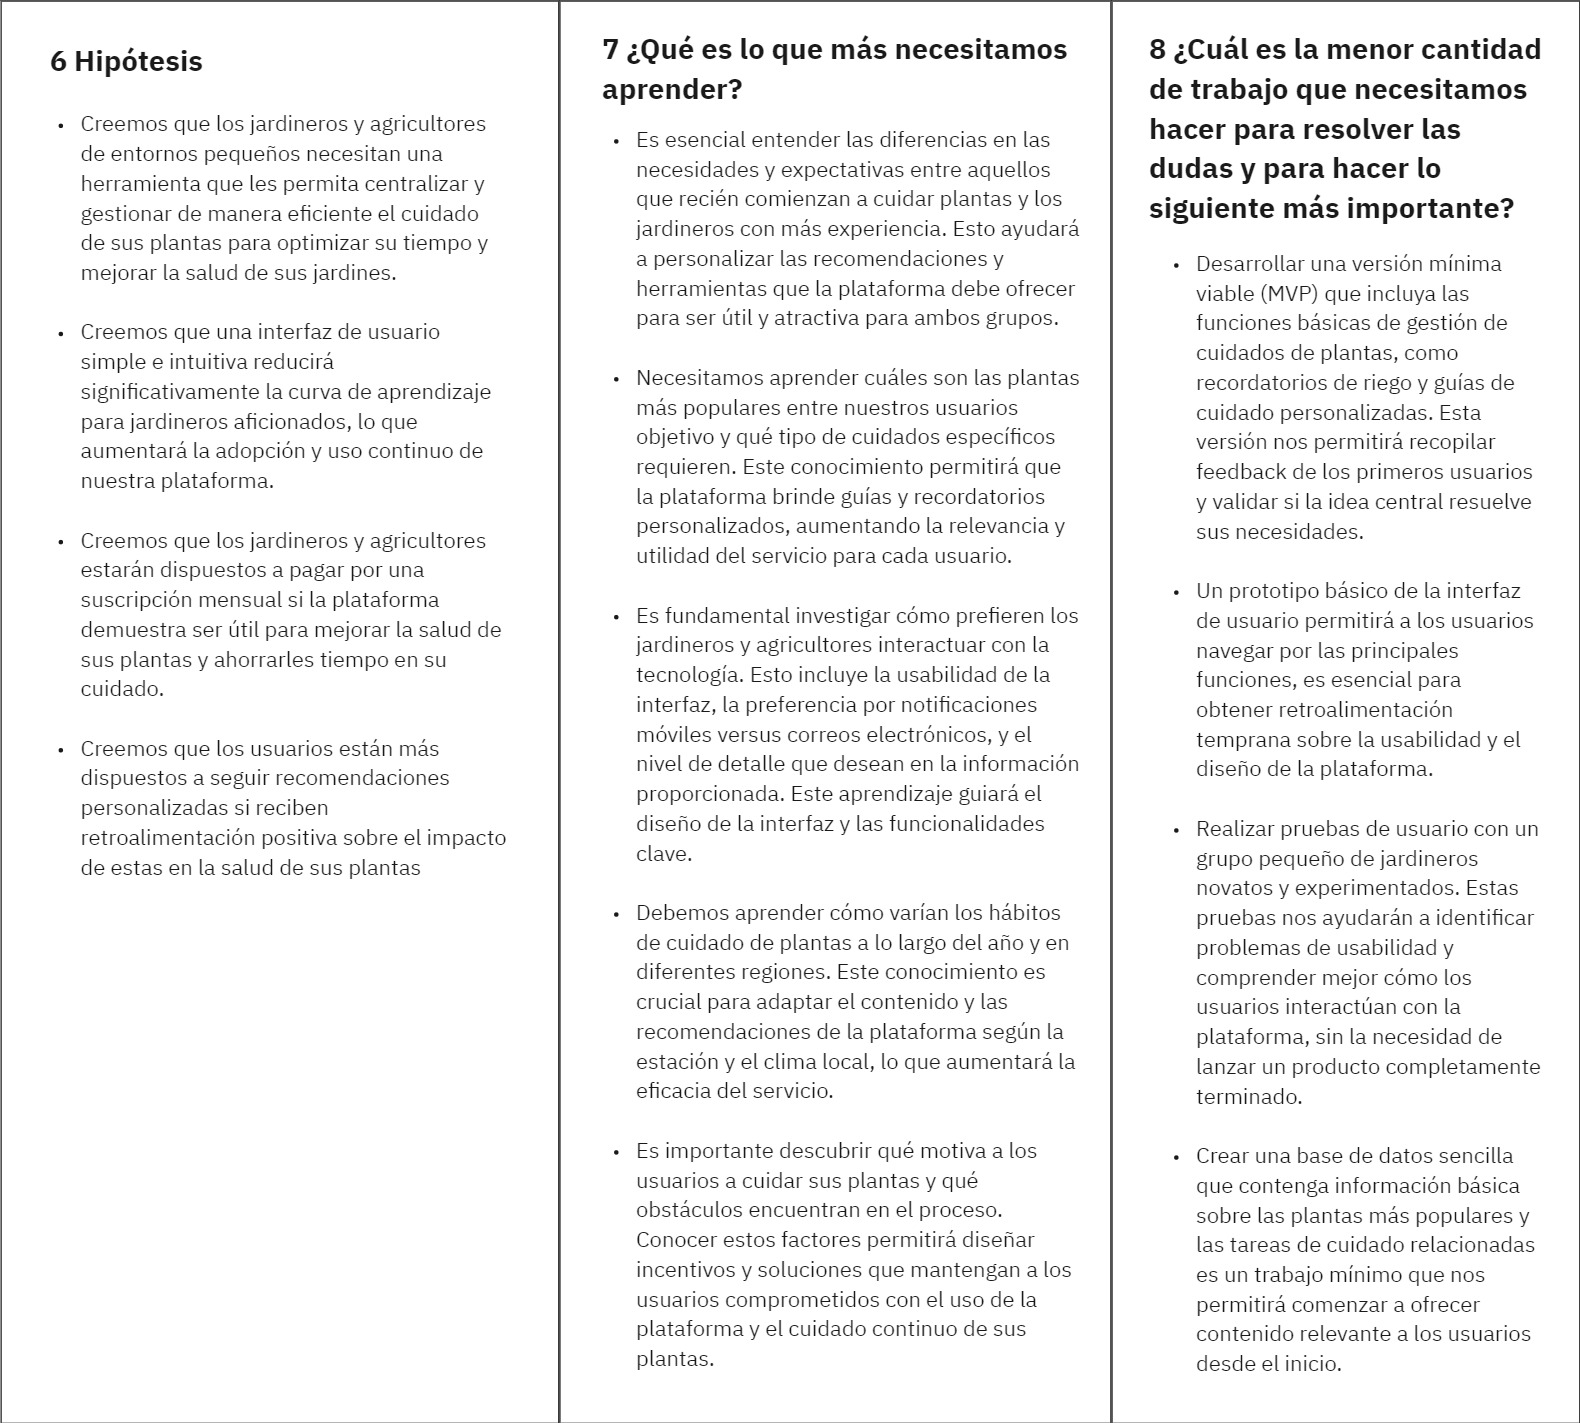 6 Hipótesis
• Creemos que los jardineros y agricultores
de entornos pequeños necesitan una
herramienta que les permita centralizar y
gestionar de manera eficiente el cuidado
de sus plantas para optimizar su tiempo y
mejorar la salud de sus jardines.
• Creemos que una interfaz de usuario
simple e intuitiva reducirá
significativamente la curva de aprendizaje
para jardineros aficionados, lo que
aumentará la adopción y uso continuo de
nuestra plataforma.
• Creemos que los jardineros y agricultores
estarán dispuestos a pagar por una
suscripción mensual si la plataforma
demuestra ser útil para mejorar la salud de
sus plantas y ahorrarles tiempo en su
cuidado.
• Creemos que los usuarios están más
dispuestos a seguir recomendaciones
personalizadas si reciben
retroalimentación positiva sobre el impacto
de estas en la salud de sus plantas
7 ¿Qué es lo que más necesitamos
aprender?
• Es esencial entender las diferencias en las
necesidades y expectativas entre aquellos
que recién comienzan a cuidar plantas y los
jardineros con más experiencia. Esto ayudará
a personalizar las recomendaciones y
herramientas que la plataforma debe ofrecer
para ser útil y atractiva para ambos grupos.
• Necesitamos aprender cuáles son las plantas
más populares entre nuestros usuarios
objetivo y qué tipo de cuidados específicos
requieren. Este conocimiento permitirá que
la plataforma brinde guías y recordatorios
personalizados, aumentando la relevancia y
utilidad del servicio para cada usuario.
• Es fundamental investigar cómo prefieren los
jardineros y agricultores interactuar con la
tecnología. Esto incluye la usabilidad de la
interfaz, la preferencia por notificaciones
móviles versus correos electrónicos, y el
nivel de detalle que desean en la información
proporcionada. Este aprendizaje guiará el
diseño de la interfaz y las funcionalidades
clave.
• Debemos aprender cómo varían los hábitos
de cuidado de plantas a lo largo del año y en
diferentes regiones. Este conocimiento es
crucial para adaptar el contenido y las
recomendaciones de la plataforma según la
estación y el clima local, lo que aumentará la
eficacia del servicio.
• Es importante descubrir qué motiva a los
usuarios a cuidar sus plantas y qué
obstáculos encuentran en el proceso.
Conocer estos factores permitirá diseñar
incentivos y soluciones que mantengan a los
usuarios comprometidos con el uso de la
plataforma y el cuidado continuo de sus
plantas.
8 ¿Cuál es la menor cantidad
de trabajo que necesitamos
hacer para resolver las
dudas y para hacer lo
siguiente más importante?
• Desarrollar una versión mínima
viable (MVP) que incluya las
funciones básicas de gestión de
cuidados de plantas, como
recordatorios de riego y guías de
cuidado personalizadas. Esta
versión nos permitirá recopilar
feedback de los primeros usuarios
y validar si la idea central resuelve
sus necesidades.
• Un prototipo básico de la interfaz
de usuario permitirá a los usuarios
navegar por las principales
funciones, es esencial para
obtener retroalimentación
temprana sobre la usabilidad y el
diseño de la plataforma.
• Realizar pruebas de usuario con un
grupo pequeño de jardineros
novatos y experimentados. Estas
pruebas nos ayudarán a identificar
problemas de usabilidad y
comprender mejor cómo los
usuarios interactúan con la
plataforma, sin la necesidad de
lanzar un producto completamente
terminado.
• Crear una base de datos sencilla
que contenga información básica
sobre las plantas más populares y
las tareas de cuidado relacionadas
es un trabajo mínimo que nos
permitirá comenzar a ofrecer
contenido relevante a los usuarios
desde el inicio.